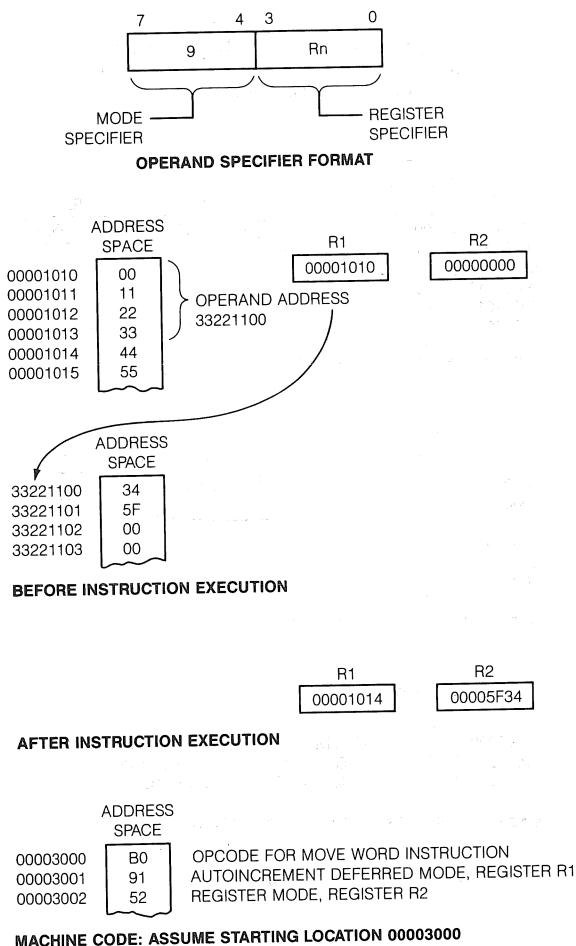 7 4 3 0
9 Rn
MODE SPECIFIER
REGISTER SPECIFIER
OPERAND SPECIFIER FORMAT
ADDRESS SPACE
R1 R2
00001010 00
00001010 00000000
00001011 11
00001012 22
00001013 33
00001014 44
00001015 55
OPERAND ADDRESS
33221100
ADDRESS SPACE
33221100 34
33221101 5F
33221102 00
33221103 00
BEFORE INSTRUCTION EXECUTION
R1 R2
00001014 00005F34
AFTER INSTRUCTION EXECUTION
ADDRESS
SPACE
00003000 B0 OPCODE FOR MOVE WORD INSTRUCTION
00003001 91 AUTOINCREMENT DEFERRED MODE, REGISTER R1
00003002 52 REGISTER MODE, REGISTER R2
MACHINE CODE: ASSUME STARTING LOCATION 00003000